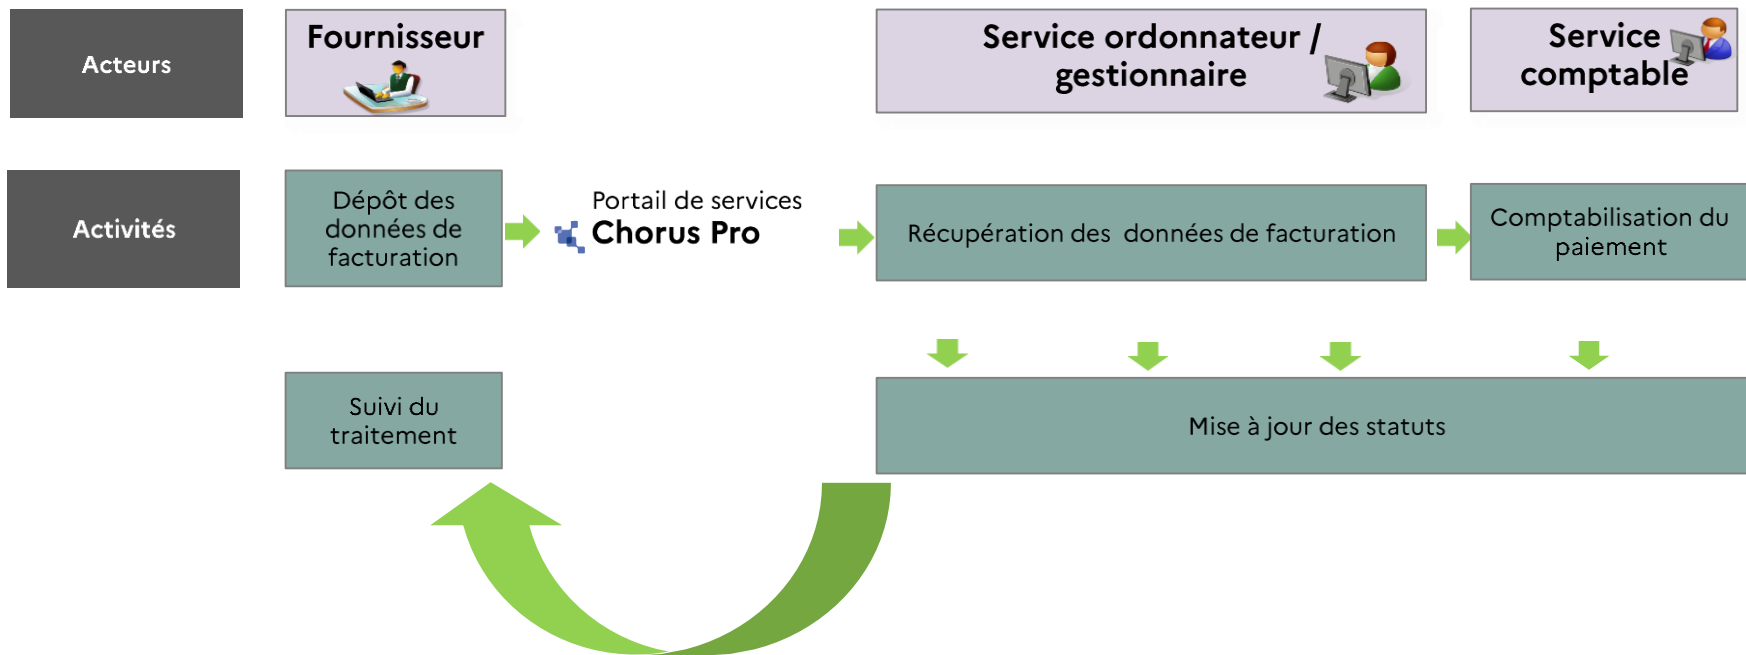 Acteurs
Fournisseur
Service ordonnateur /
gestionnaire
Service
comptable
Activités
Dépôt des
données de
facturation
Portail de services
Chorus Pro
Récupération des  données de facturation
Comptabilisation du
paiement
Suivi du
traitement
Mise à jour des statuts